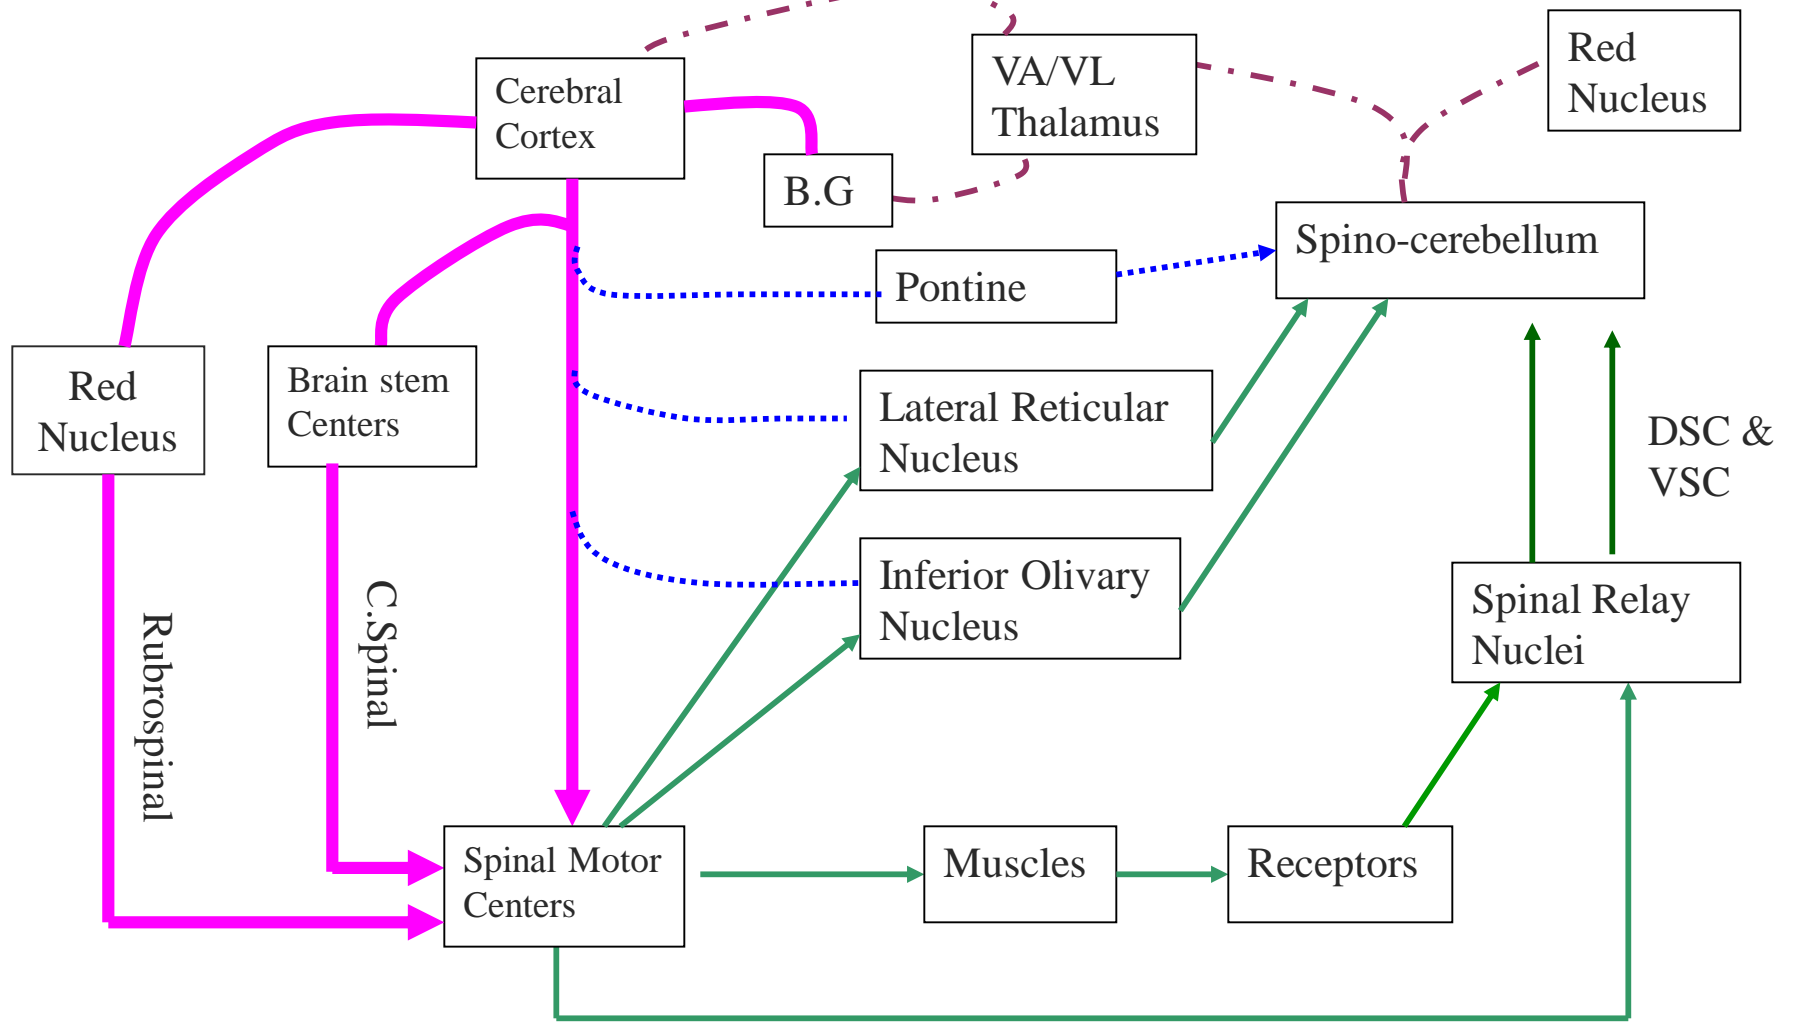 Cerebral
Cortex
VA/VL
Thalamus
Red
Nucleus
B.G
Spino-cerebellum
Pontine
Red
Nucleus
Brain stem
Centers
Lateral Reticular
Nucleus
DSC &
VSC
Inferior Olivary
Nucleus
Spinal Relay
Nuclei
Rubrospinal
C.Spinal
Spinal Motor
Centers
Muscles
Receptors